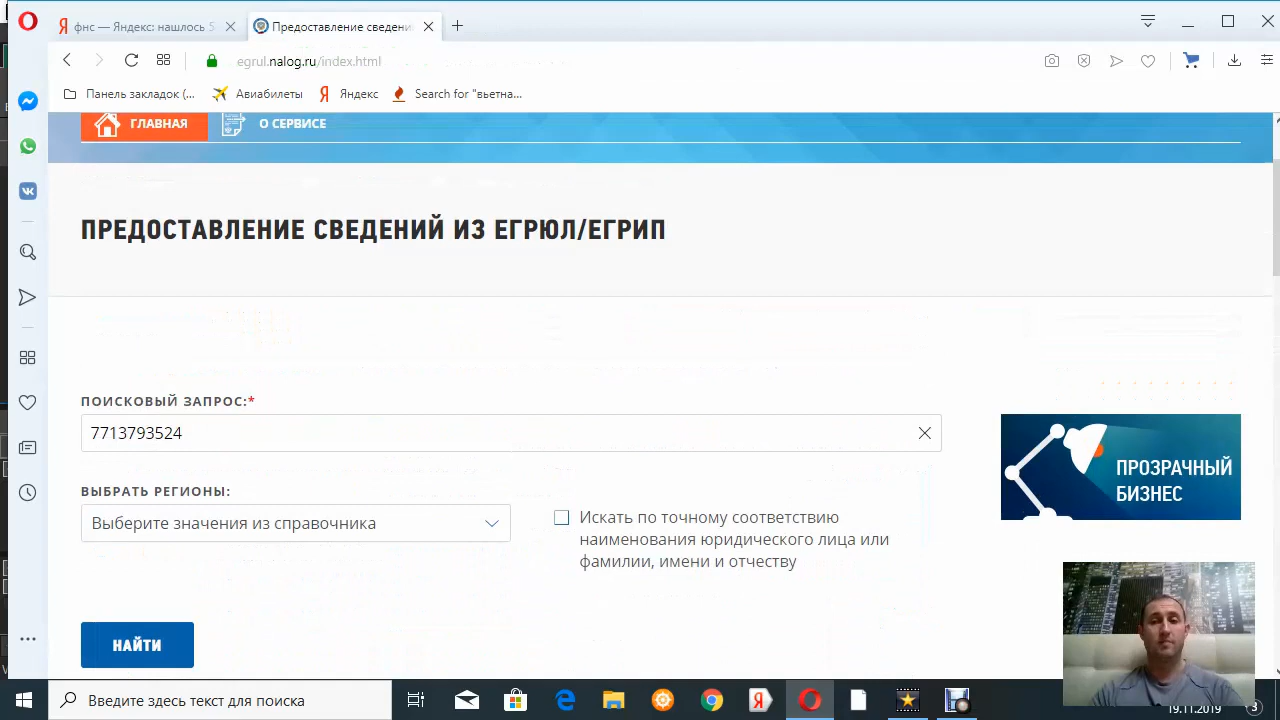 фнс — Яндекс: нашлось 5
Предоставление сведени
egrul.nalog.ru/index.html
Панель закладок (...
Авиабилеты
Яндекс
Search for "вьетна...
ГЛАВНАЯ
О СЕРВИСЕ
ПРЕДОСТАВЛЕНИЕ СВЕДЕНИЙ ИЗ ЕГРЮЛ/ЕГРИП
ПОИСКОВЫЙ ЗАПРОС:*
7713793524
ВЫБРАТЬ РЕГИОНЫ:
Выберите значения из справочника
Искать по точному соответствию
наименования юридического лица или
фамилии, имени и отчеству
НАЙТИ
ПРОЗРАЧНЫЙ
БИЗНЕС
Введите здесь текст для поиска
19.11.2019
3